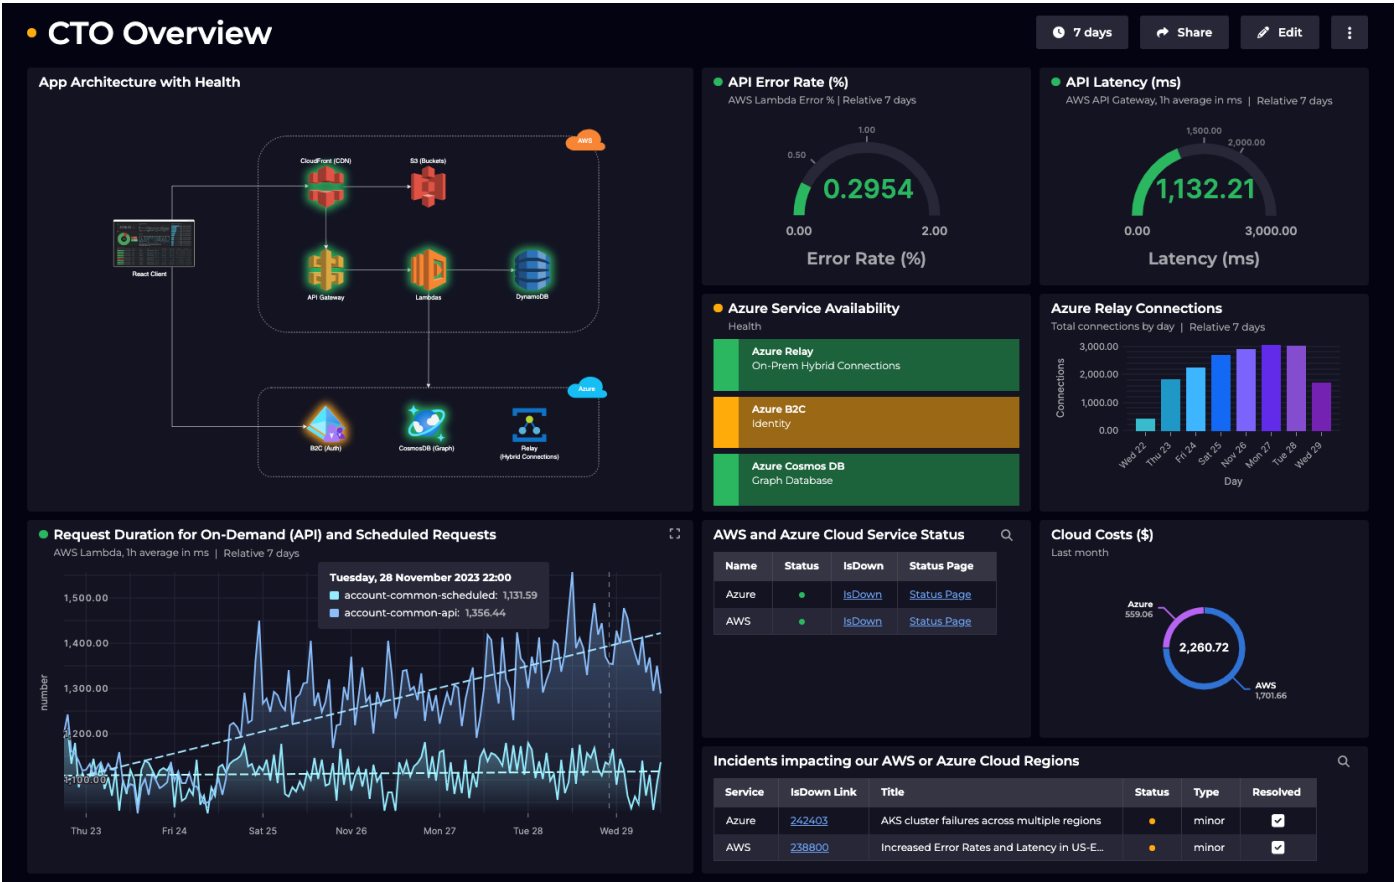 CTO Overview
7 days
Share
Edit
App Architecture with Health
AWS
CloudFront (CDN)
S3 (Buckets)
React Client
API Gateway
Lambdas
DynamoDB
Azure
B2C (Auth)
CosmosDB (Graph)
Relay
(Hybrid Connections)
API Error Rate (%)
AWS Lambda Error % | Relative 7 days
1.00
0.50
0.2954
0.00
2.00
Error Rate (%)
API Latency (ms)
AWS API Gateway, 1h average in ms | Relative 7 days
1,500.00
2,000.00
1,132.21
0.00
3,000.00
Latency (ms)
Azure Service Availability
Health
Azure Relay
On-Prem Hybrid Connections
Azure B2C
Identity
Azure Cosmos DB
Graph Database
Azure Relay Connections
Total connections by day | Relative 7 days
Connections
3,000.00
2,000.00
1,000.00
0.00
Wed 22
Thu 23
Fri 24
Sat 25
Nov 26
Mon 27
Tue 28
Wed 29
Day
Request Duration for On-Demand (API) and Scheduled Requests
AWS Lambda, 1h average in ms | Relative 7 days
Tuesday, 28 November 2023 22:00
account-common-scheduled: 1,131.59
account-common-api: 1,356.44
number
1,500.00
1,400.00
1,300.00
1,200.00
1,100.00
Thu 23
Fri 24
Sat 25
Nov 26
Mon 27
Tue 28
Wed 29
AWS and Azure Cloud Service Status
Name Status IsDown Status Page
Azure IsDown Status Page
AWS IsDown Status Page
Cloud Costs ($)
Last month
Azure
559.06
2,260.72
AWS
1,701.66
Incidents impacting our AWS or Azure Cloud Regions
Service IsDown Link Title Status Type Resolved
Azure 242403 AKS cluster failures across multiple regions minor
AWS 238800 Increased Error Rates and Latency in US-E... minor